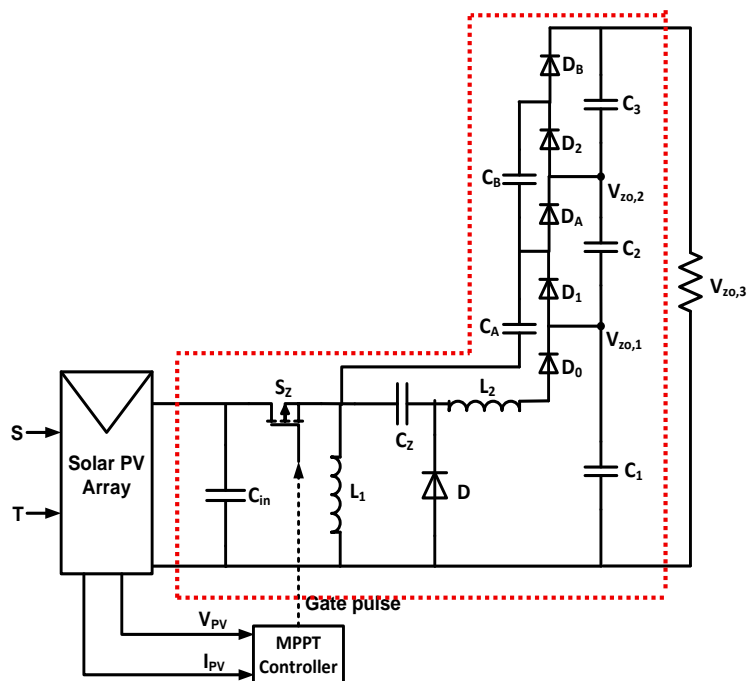 D_B
C_3
D_2
C_B
V_zo,2
D_A
C_2
D_1
V_zo,3
C_A
V_zo,1
D_0
S_Z
L_2
C_Z
S
Solar PV
Array
C_in
L_1
D
C_1
T
Gate pulse
V_PV
MPPT
Controller
I_PV